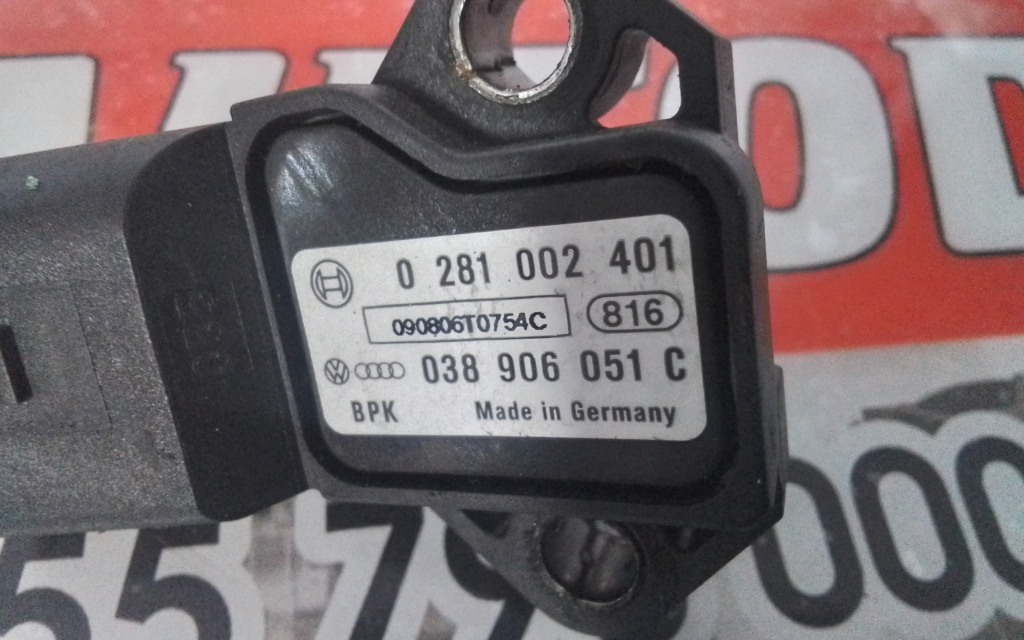 0 281 002 401
090806T0754C
816
038 906 051 C
BPK Made in Germany